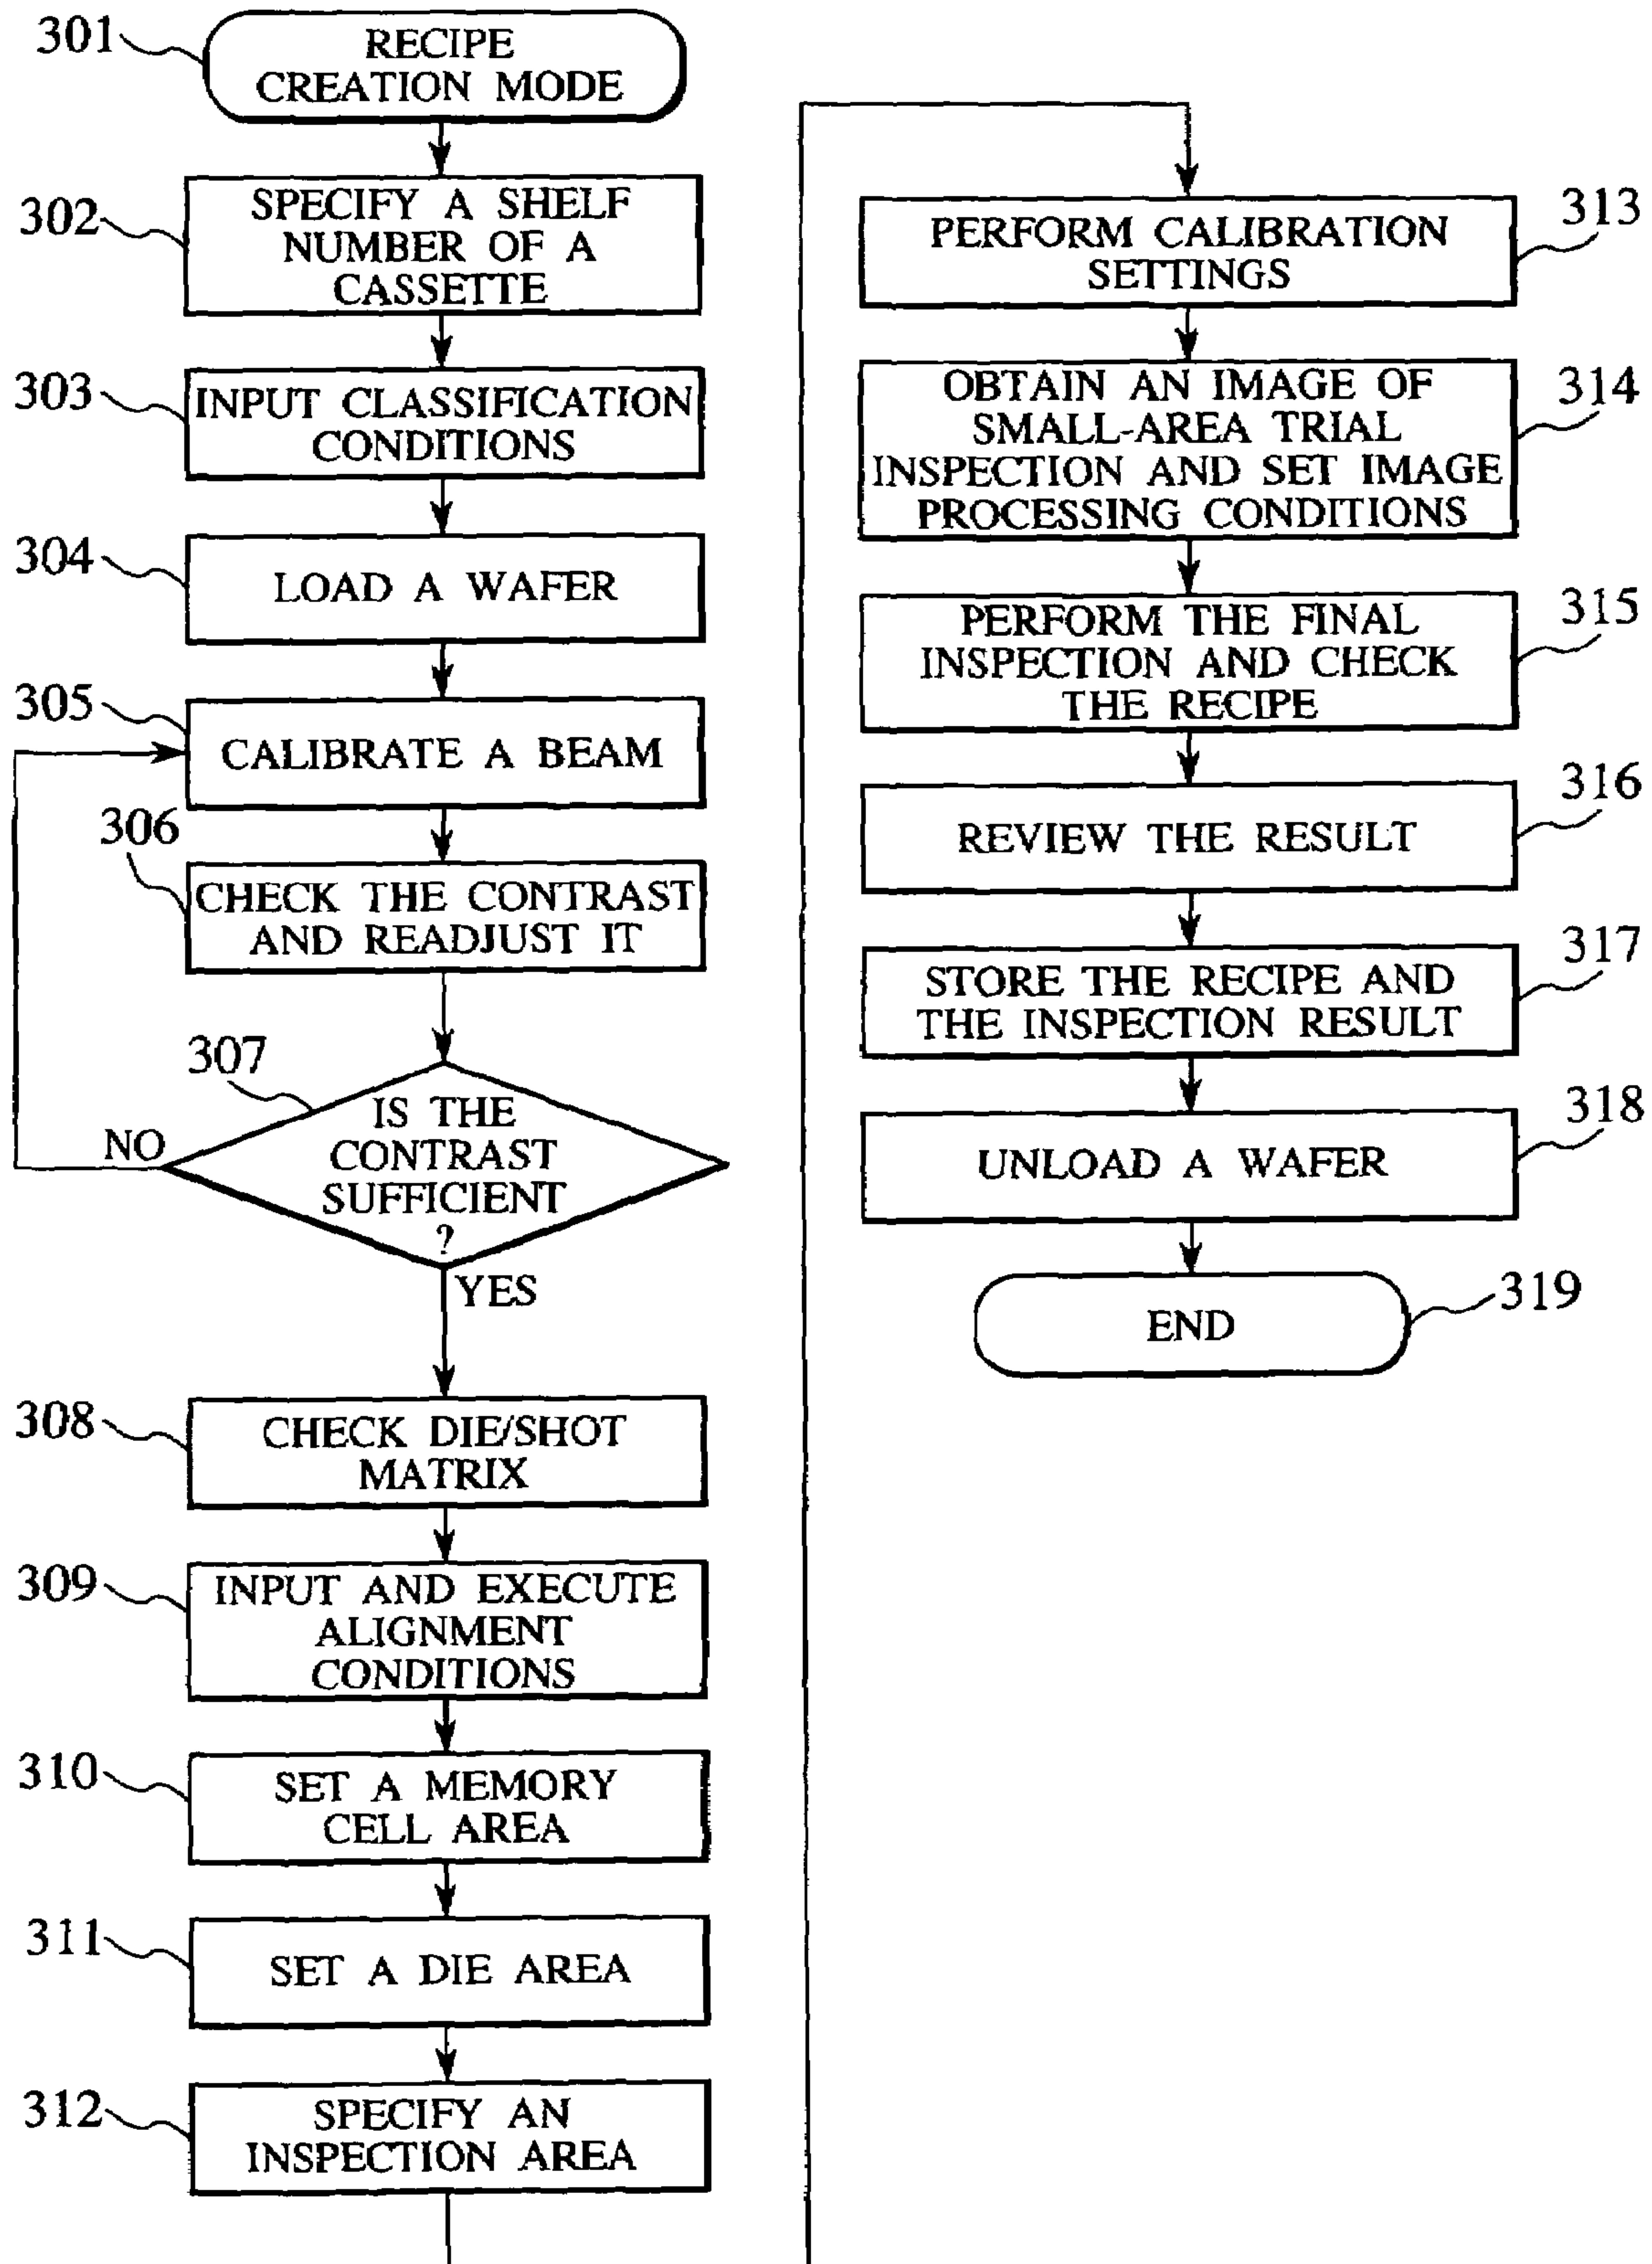 301
RECIPE
CREATION MODE
302
SPECIFY A SHELF
NUMBER OF A
CASSETTE
303
INPUT CLASSIFICATION
CONDITIONS
304
LOAD A WAFER
305
CALIBRATE A BEAM
306
CHECK THE CONTRAST
AND READJUST IT
307
IS THE
CONTRAST
SUFFICIENT
?
NO
YES
308
CHECK DIE/SHOT
MATRIX
309
INPUT AND EXECUTE
ALIGNMENT
CONDITIONS
310
SET A MEMORY
CELL AREA
311
SET A DIE AREA
312
SPECIFY AN
INSPECTION AREA
313
PERFORM CALIBRATION
SETTINGS
314
OBTAIN AN IMAGE OF
SMALL-AREA TRIAL
INSPECTION AND SET IMAGE
PROCESSING CONDITIONS
315
PERFORM THE FINAL
INSPECTION AND CHECK
THE RECIPE
316
REVIEW THE RESULT
317
STORE THE RECIPE AND
THE INSPECTION RESULT
318
UNLOAD A WAFER
319
END